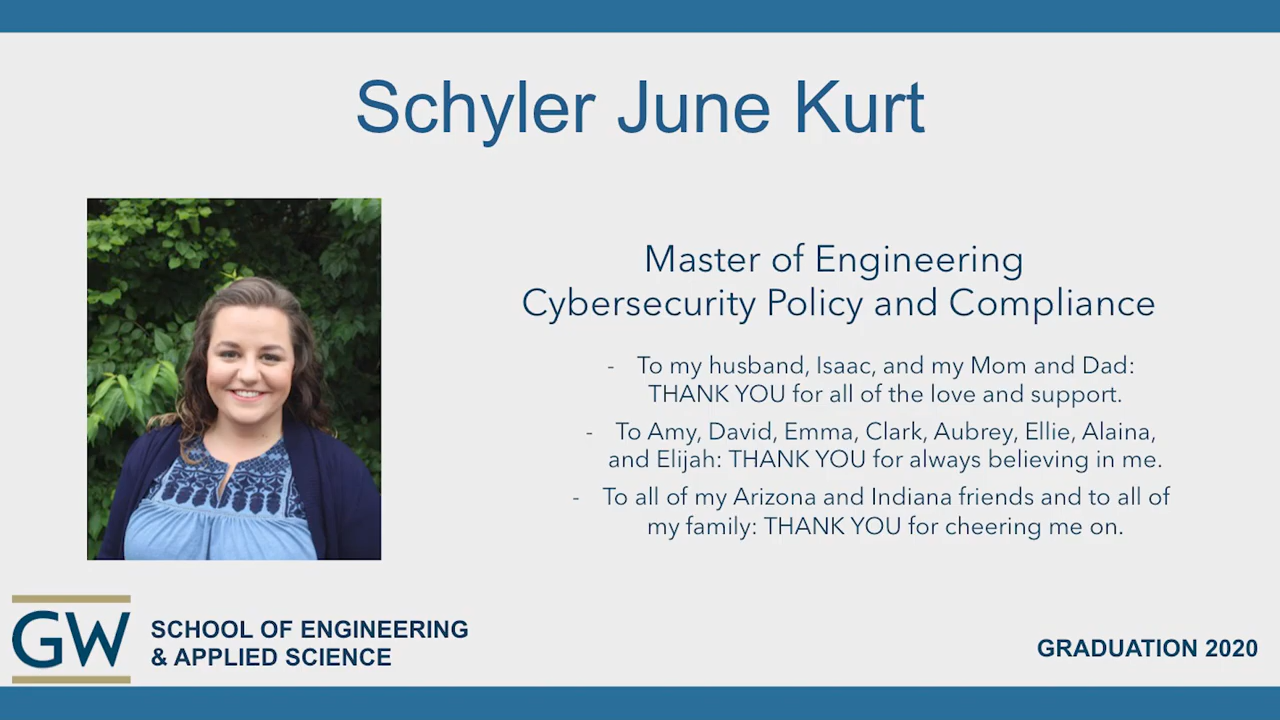 Schyler June Kurt
Master of Engineering
Cybersecurity Policy and Compliance
- To my husband, Isaac, and my Mom and Dad:
THANK YOU for all of the love and support.
- To Amy, David, Emma, Clark, Aubrey, Ellie, Alaina,
and Elijah: THANK YOU for always believing in me.
- To all of my Arizona and Indiana friends and to all of
my family: THANK YOU for cheering me on.
GW
SCHOOL OF ENGINEERING
& APPLIED SCIENCE
GRADUATION 2020